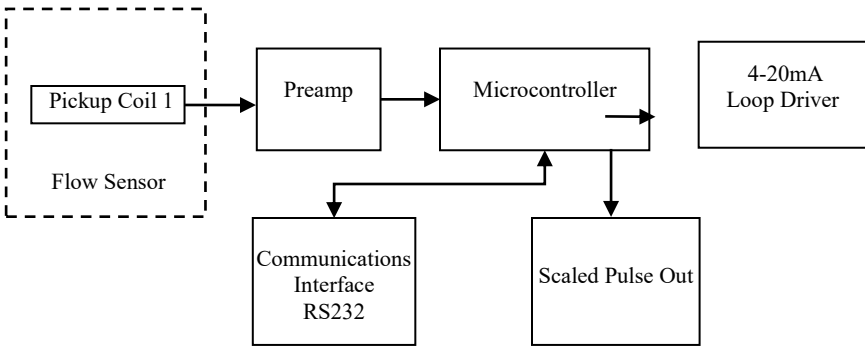 Pickup Coil 1
Flow Sensor
Preamp
Microcontroller
4-20mA
Loop Driver
Communications
Interface
RS232
Scaled Pulse Out